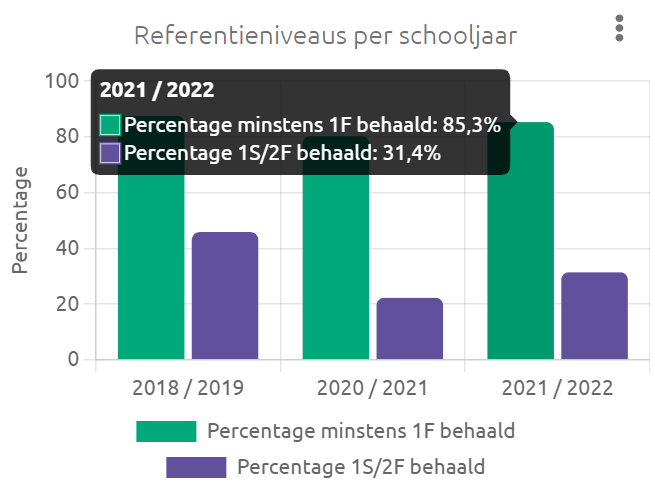 Referentieniveaus per schooljaar
100
2021 / 2022
Percentage minstens 1F behaald: 85,3%
80
Percentage 1S/2F behaald: 31,4%
60
Percentage
40
20
0
2018 / 2019
2020 / 2021
2021 / 2022
Percentage minstens 1F behaald
Percentage 1S/2F behaald